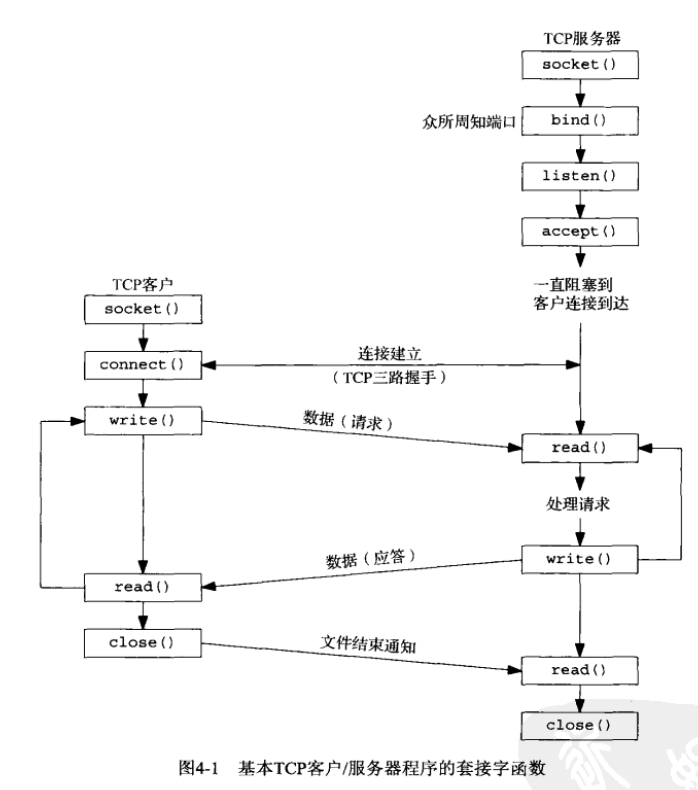 TCP服务器
socket()
众所周知端口
bind()
listen()
accept()
一直阻塞到
客户连接到达
TCP客户
socket()
connect()
连接建立
（TCP三路握手）
write()
数据（请求）
read()
处理请求
write()
数据（应答）
read()
close()
文件结束通知
read()
close()
图4-1 基本TCP客户/服务器程序的套接字函数